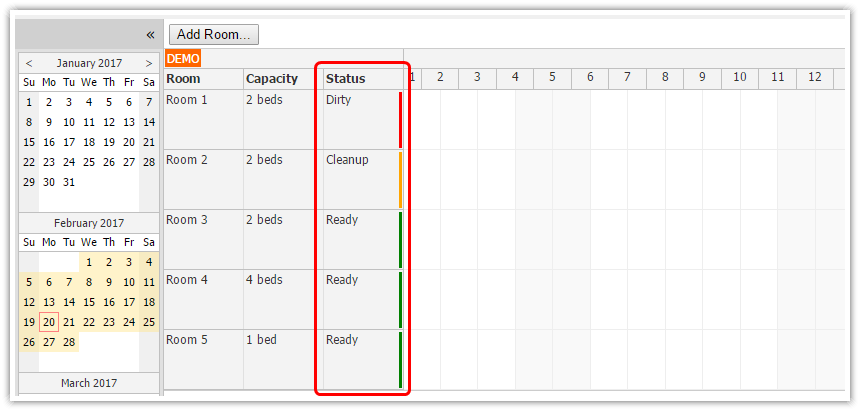 « Add Room...
< January 2017 >
Su Mo Tu We Th Fr Sa
1 2 3 4 5 6 7
8 9 10 11 12 13 14
15 16 17 18 19 20 21
22 23 24 25 26 27 28
29 30 31
February 2017
Su Mo Tu We Th Fr Sa
1 2 3 4
5 6 7 8 9 10 11
12 13 14 15 16 17 18
19 20 21 22 23 24 25
26 27 28
March 2017
DEMO
Room Capacity Status 1 2 3 4 5 6 7 8 9 10 11 12
Room 1 2 beds Dirty
Room 2 2 beds Cleanup
Room 3 2 beds Ready
Room 4 4 beds Ready
Room 5 1 bed Ready